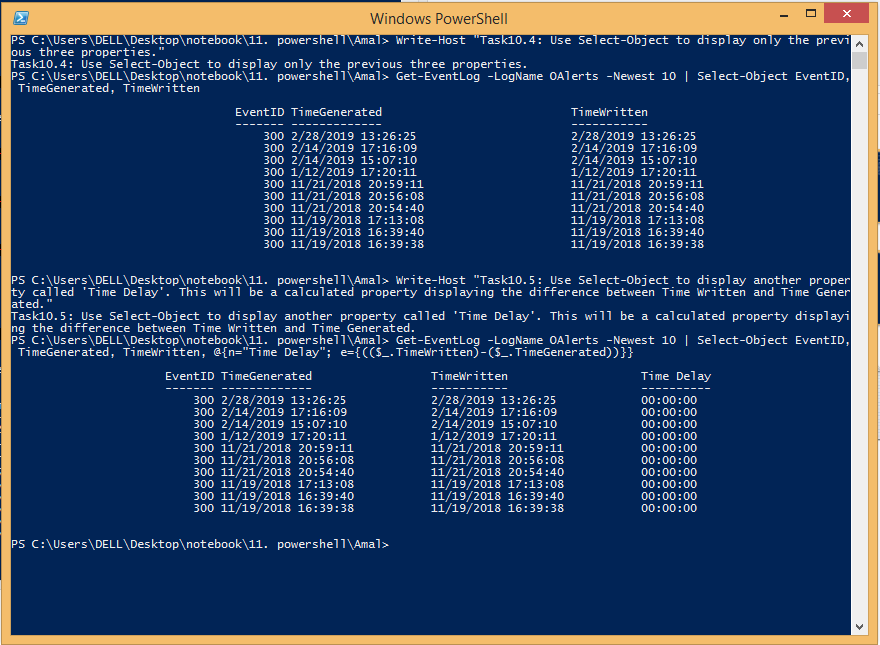 Windows PowerShell
PS C:\Users\DELL\Desktop\notebook\11. powershell\Amal> Write-Host "Task10.4: Use Select-Object to display only the previ
ous three properties."
Task10.4: Use Select-Object to display only the previous three properties.
PS C:\Users\DELL\Desktop\notebook\11. powershell\Amal> Get-EventLog -LogName OAlerts -Newest 10 | Select-Object EventID,
 TimeGenerated, TimeWritten
EventID TimeGenerated TimeWritten
------- ------------- -----------
300 2/28/2019 13:26:25 2/28/2019 13:26:25
300 2/14/2019 17:16:09 2/14/2019 17:16:09
300 2/14/2019 15:07:10 2/14/2019 15:07:10
300 1/12/2019 17:20:11 1/12/2019 17:20:11
300 11/21/2018 20:59:11 11/21/2018 20:59:11
300 11/21/2018 20:56:08 11/21/2018 20:56:08
300 11/21/2018 20:54:40 11/21/2018 20:54:40
300 11/19/2018 17:13:08 11/19/2018 17:13:08
300 11/19/2018 16:39:40 11/19/2018 16:39:40
300 11/19/2018 16:39:38 11/19/2018 16:39:38
PS C:\Users\DELL\Desktop\notebook\11. powershell\Amal> Write-Host "Task10.5: Use Select-Object to display another proper
ty called 'Time Delay'. This will be a calculated property displaying the difference between Time Written and Time Gener
ated."
Task10.5: Use Select-Object to display another property called 'Time Delay'. This will be a calculated property displayi
ng the difference between Time Written and Time Generated.
PS C:\Users\DELL\Desktop\notebook\11. powershell\Amal> Get-EventLog -LogName OAlerts -Newest 10 | Select-Object EventID,
 TimeGenerated, TimeWritten, @{n="Time Delay"; e={(($_.TimeWritten)-($_.TimeGenerated))}}
EventID TimeGenerated TimeWritten Time Delay
------- ------------- ----------- ----------
300 2/28/2019 13:26:25 2/28/2019 13:26:25 00:00:00
300 2/14/2019 17:16:09 2/14/2019 17:16:09 00:00:00
300 2/14/2019 15:07:10 2/14/2019 15:07:10 00:00:00
300 1/12/2019 17:20:11 1/12/2019 17:20:11 00:00:00
300 11/21/2018 20:59:11 11/21/2018 20:59:11 00:00:00
300 11/21/2018 20:56:08 11/21/2018 20:56:08 00:00:00
300 11/21/2018 20:54:40 11/21/2018 20:54:40 00:00:00
300 11/19/2018 17:13:08 11/19/2018 17:13:08 00:00:00
300 11/19/2018 16:39:40 11/19/2018 16:39:40 00:00:00
300 11/19/2018 16:39:38 11/19/2018 16:39:38 00:00:00
PS C:\Users\DELL\Desktop\notebook\11. powershell\Amal>